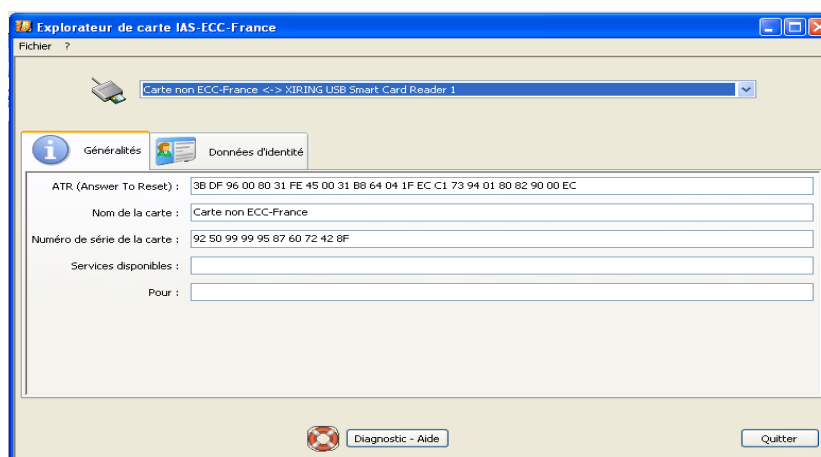 Explorateur de carte IAS-ECC-France
Fichier ?
Carte non ECC-France <-> XIRING USB Smart Card Reader 1
Généralités Données d'identité
ATR (Answer To Reset) : 3B DF 96 00 80 31 FE 45 00 31 B8 64 04 1F EC C1 73 94 01 80 82 90 00 EC
Nom de la carte : Carte non ECC-France
Numéro de série de la carte : 92 50 99 99 95 87 60 72 42 8F
Services disponibles :
Pour :
Diagnostic - Aide Quitter